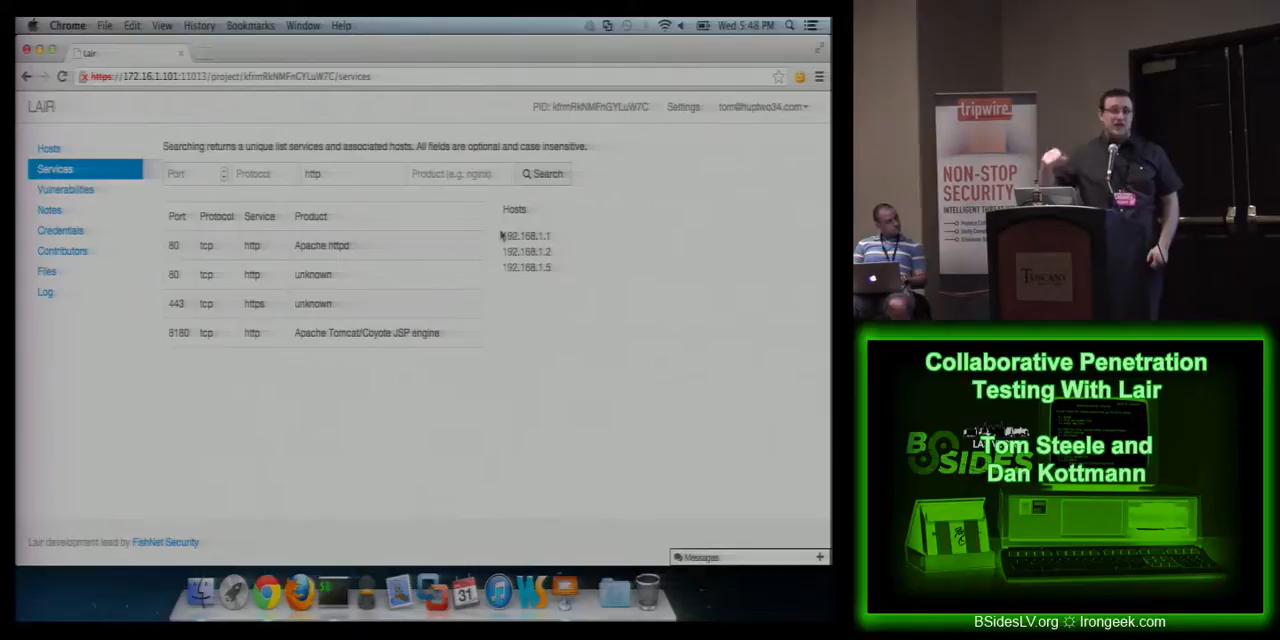 Chrome File Edit View History Bookmarks Window Help
Wed 5:48 PM
Lair
https://172.16.1.101:11013/project/kfrmRkNMFnGYLuW7C/services
LAIR
PID: kfrmRkNMFnGYLuW7C Settings tom@huptwo34.com
Hosts
Services
Vulnerabilities
Notes
Credentials
Contributors
Files
Log
Searching returns a unique list services and associated hosts. All fields are optional and case insensitive.
Port Protocol http Product (e.g. nginx) Search
Port Protocol Service Product
80 tcp http Apache httpd
80 tcp http unknown
443 tcp https unknown
8180 tcp http Apache Tomcat/Coyote JSP engine
Hosts
192.168.1.1
192.168.1.2
192.168.1.5
Lair development lead by FishNet Security
Messages
31
tripwire
NON-STOP
SECURITY
INTELLIGENT
TUSCANY
Collaborative Penetration
Testing With Lair
BSIDES
Tom Steele and
Dan Kottmann
BSidesLV.org ☼ Irongeek.com